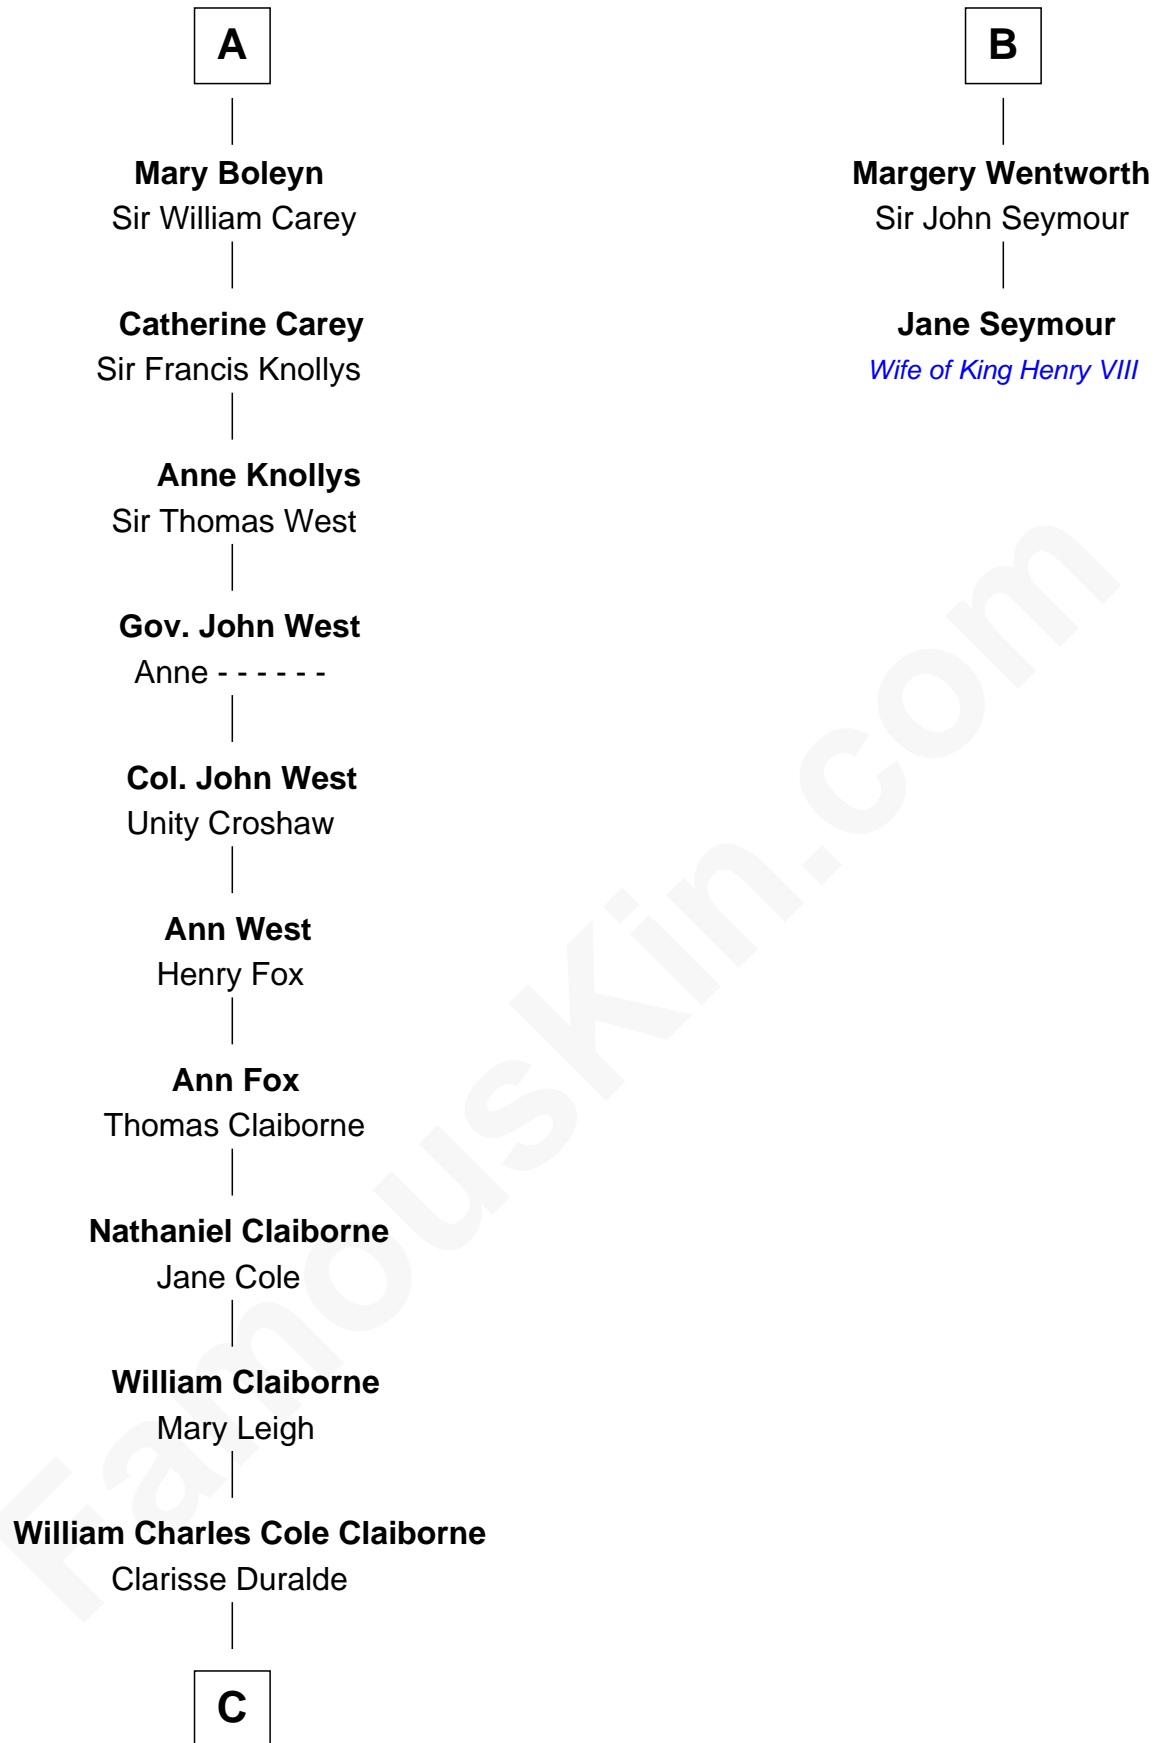 A
Mary Boleyn
Sir William Carey
Catherine Carey
Sir Francis Knollys
Anne Knollys
Sir Thomas West
Gov. John West
Anne - - - - - -
Col. John West
Unity Croshaw
Ann West
Henry Fox
Ann Fox
Thomas Claiborne
Nathaniel Claiborne
Jane Cole
William Claiborne
Mary Leigh
William Charles Cole Claiborne
Clarisse Duralde
C
B
Margery Wentworth
Sir John Seymour
Jane Seymour
Wife of King Henry VIII
FamousKin.com